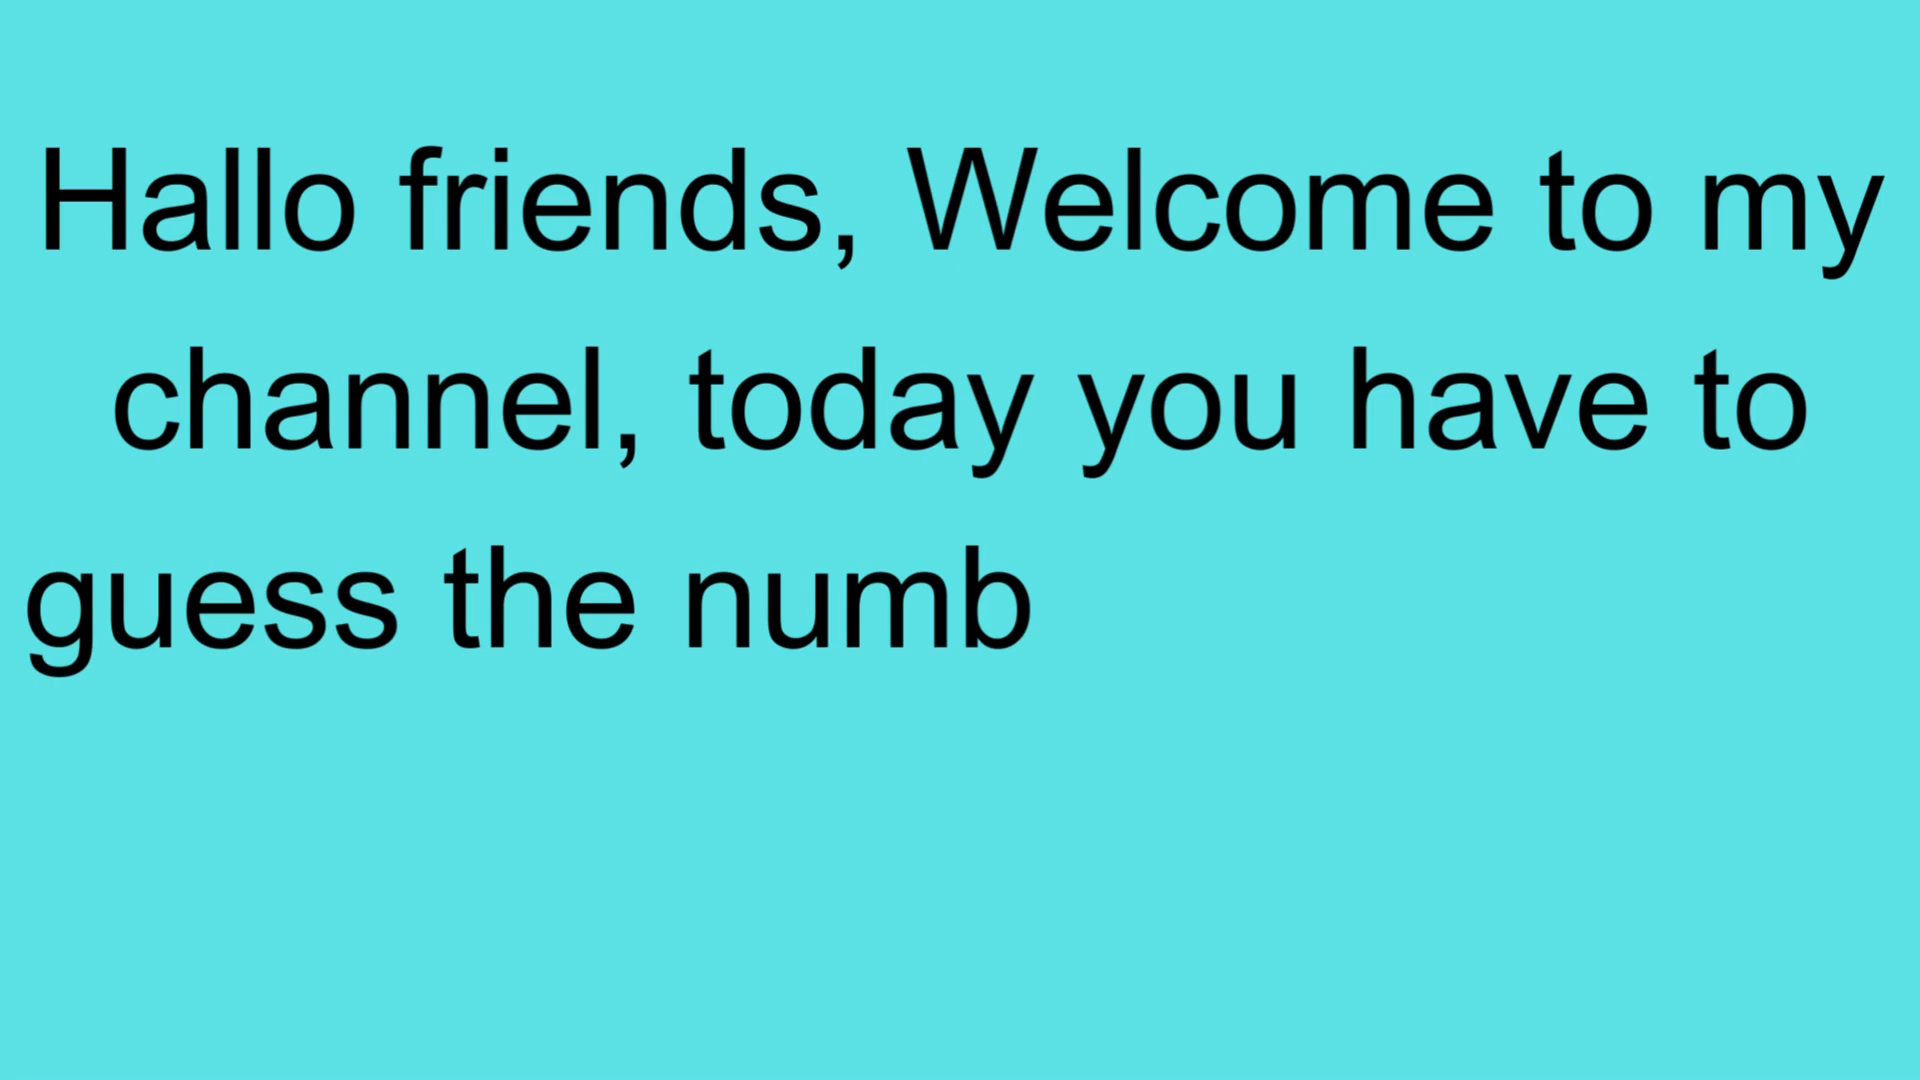 Hallo friends, Welcome to my
channel, today you have to
guess the numb